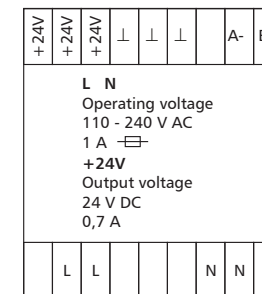 +24V +24V +24V ⊥ ⊥ ⊥ A-
L N
Operating voltage
110 - 240 V AC
1 A
+24V
Output voltage
24 V DC
0,7 A
L L N N